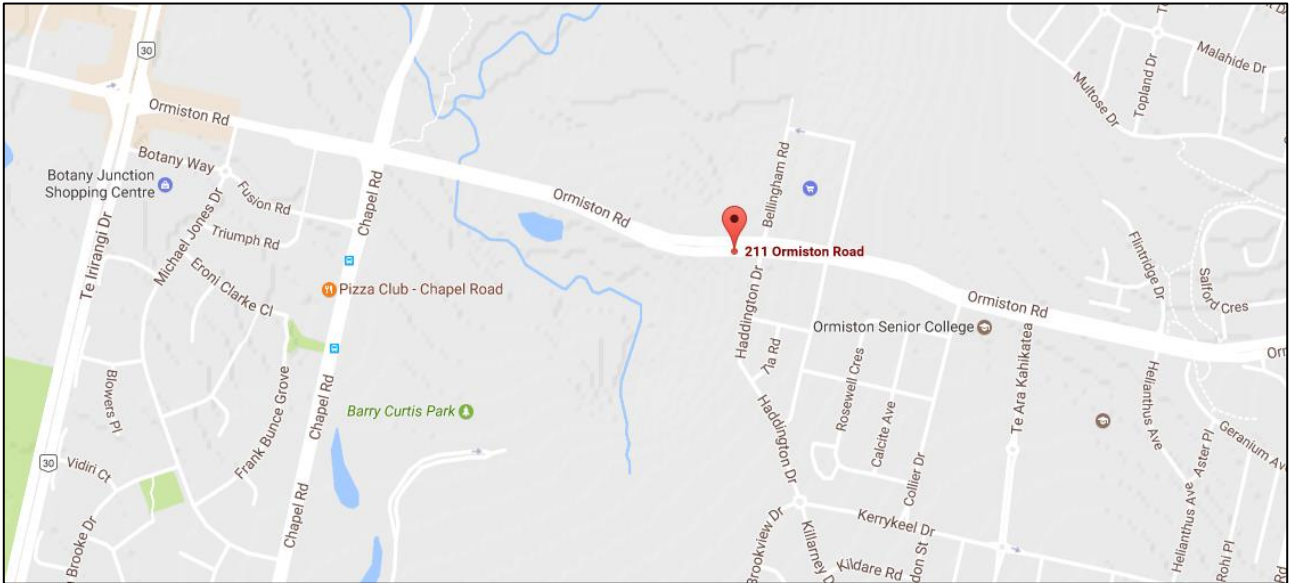 30
Ormiston Rd
Botany Way
Botany Junction
Shopping Centre
Fusion Rd
Triumph Rd
Michael Jones Dr
Eroni Clarke Cl
Te Irirangi Dr
Chapel Rd
Pizza Club - Chapel Road
Ormiston Rd
Bellingham Rd
211 Ormiston Road
Multose Dr
Topland Dr
Malahide Dr
Flintridge Dr
Salford Cres
Ormiston Rd
Ormiston Senior College
Haddington Dr
7la Rd
Rosewell Cres
Te Ara Kahikatea
Calcite Ave
Helianthus Ave
Barry Curtis Park
Blowers Pl
Frank Bunce Grove
Chapel Rd
Haddington Dr
Aster Pl
Geranium Av
30
Vidiri Ct
Collier Dr
Kerrykeel Dr
Helianthus Ave
Brooke Dr
Chapel Rd
Brookview Dr
Killarney D
Kildare Rd
don St
Rohi Pl
Rd